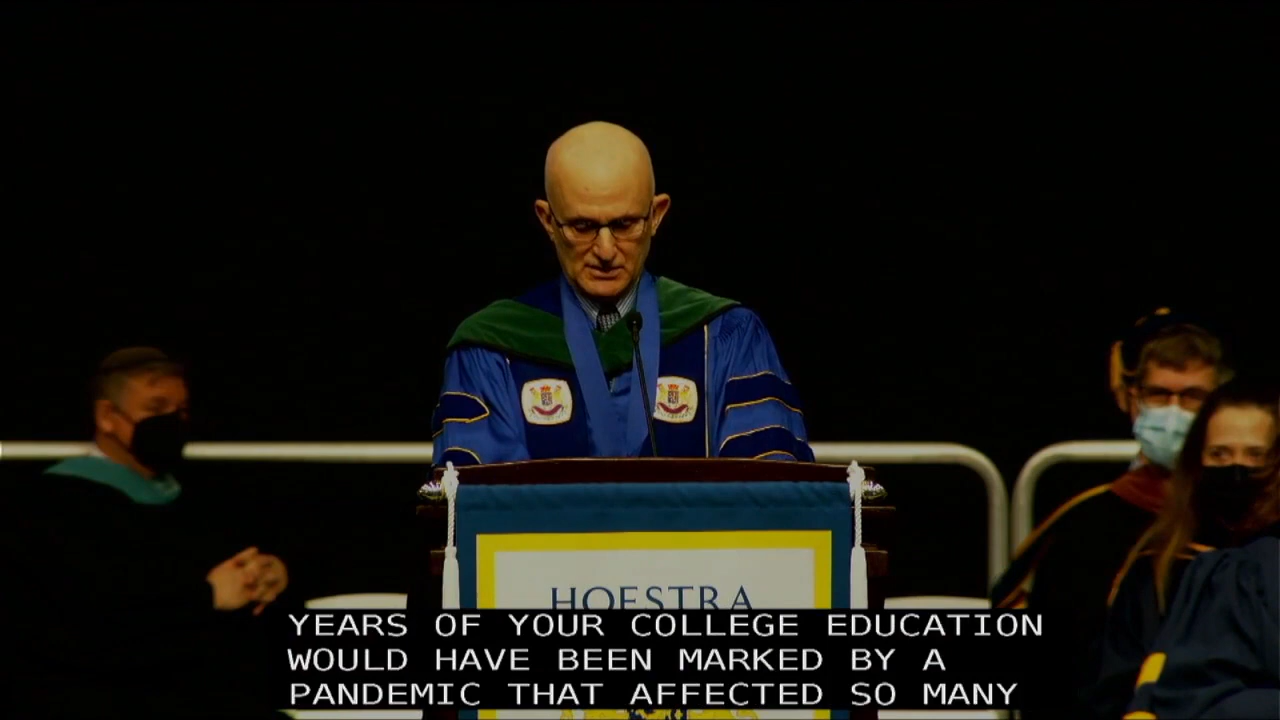 HOFSTRA
YEARS OF YOUR COLLEGE EDUCATION
WOULD HAVE BEEN MARKED BY A
PANDEMIC THAT AFFECTED SO MANY